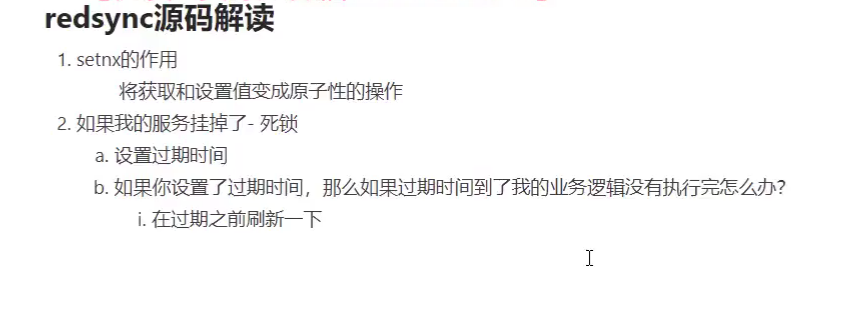 redsync源码解读
1. setnx的作用
将获取和设置值变成原子性的操作
2. 如果我的服务挂掉了- 死锁
a. 设置过期时间
b. 如果你设置了过期时间，那么如果过期时间到了我的业务逻辑没有执行完怎么办？
i. 在过期之前刷新一下